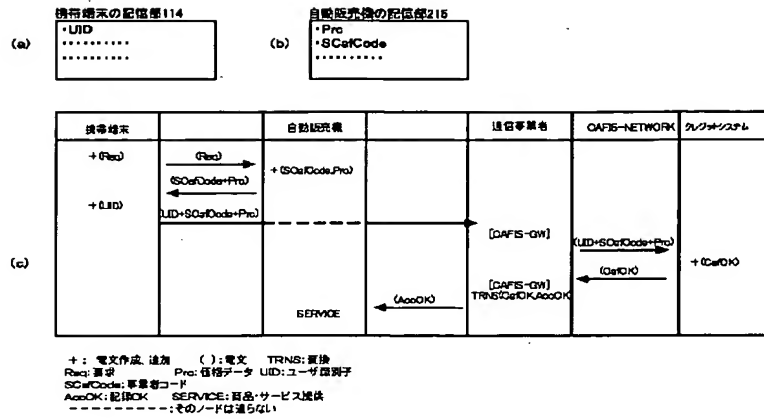 携帯端末の記憶部114
自動販売機の記憶部215
(a)
・UID
(b)
・Pro
・SCafCode
携帯端末
自動販売機
通信事業者
CAFIS-NETWORK
クレジットシステム
+(Req)
(Req)
+(SCafCode,Pro)
(SCafCode+Pro)
+(UID)
(UID+SCafCode+Pro)
[CAFIS-GW]
(UID+SCafCode+Pro)
(c)
+(CafOK)
(CafOK)
[CAFIS-GW]
TRNS(CafOK,AccOK)
(AccOK)
SERVICE
+: 電文作成、追加 ( ):電文 TRNS:変換
Req:要求 Pro:価格データ UID:ユーザ識別子
SCafCode:事業者コード
AccOK:記録OK SERVICE:商品・サービス提供
----------:そのノードは通らない